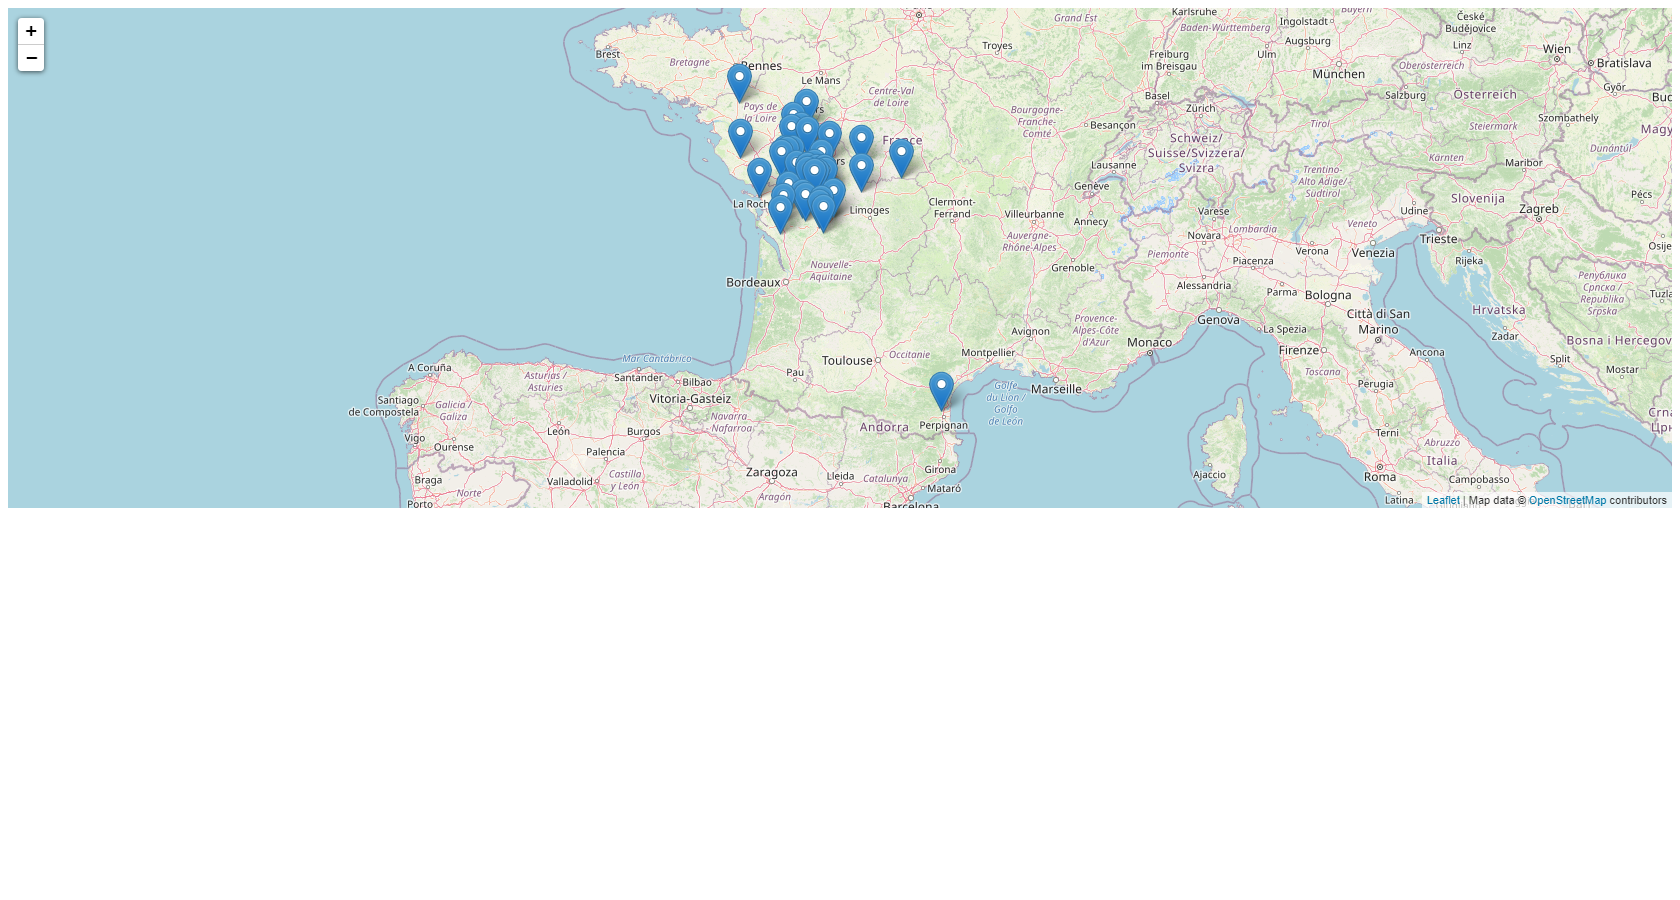 +
−
Karlsruhe
Grand Est
Baden-Württemberg
Ingolstadt
Bayern
České
Budějovice
Brest
Bretagne
Rennes
Troyes
Freiburg
im Breisgau
Ulm
Augsburg
München
Linz
Oberösterreich
Wien
Bratislava
Le Mans
Centre-Val
de Loire
Pays de
la Loire
Bourgogne-
Franche-
Comté
Besançon
Basel
Zürich
Salzburg
Österreich
Győr
Szombathely
Tirol
Steiermark
France
Schweiz/
Suisse/Svizzera/
Svizra
Lausanne
Genève
Kärnten
Maribor
Dunántúl
Trentino-
Alto Adige/
Südtirol
Slovenija
Zagreb
Pécs
Limoges
Clermont-
Ferrand
Villeurbanne
Annecy
Varese
Lombardia
Udine
Veneto
Novara
Trieste
Auvergne-
Rhône-Alpes
Piemonte
Piacenza
Verona
Venezia
Rijeka
Nouvelle-
Aquitaine
Grenoble
Bordeaux
Alessandria
Parma
Bologna
Република
Српска /
Republika
Srpska
Hrvatska
Genova
Città di San
Marino
Provence-
Alpes-Côte
d'Azur
Avignon
La Spezia
Zadar
Monaco
Firenze
Ancona
Split
Mar Cantábrico
Toulouse
Occitanie
Montpellier
Marseille
Toscana
Perugia
Mostar
A Coruña
Asturias /
Asturies
Santander
Bilbao
Pau
Golfe
du Lion /
Golfo
de León
Santiago
de Compostela
Galicia /
Galiza
Vitoria-Gasteiz
Navarra -
Nafarroa
Andorra
Perpignan
Vigo
Ourense
León
Burgos
Palencia
Terni
Abruzzo
Italia
Braga
Norte
Valladolid
Castilla
y León
Zaragoza
Aragón
Lleida
Catalunya
Girona
Mataró
Ajaccio
Roma
Campobasso
Latina
Porto
Barcelona
Leaflet | Map data © OpenStreetMap contributors